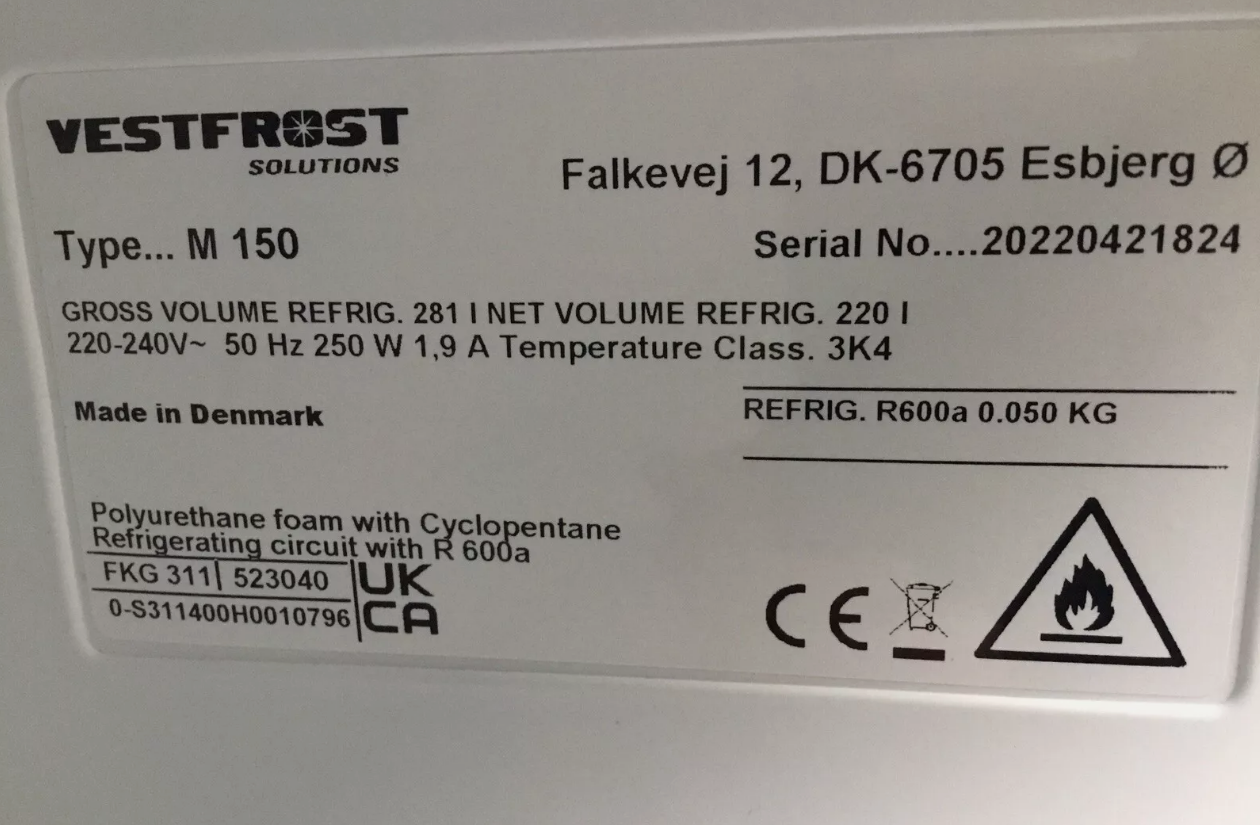 VESTFROST
SOLUTIONS
Falkevej 12, DK-6705 Esbjerg Ø
Type... M 150
Serial No....20220421824
GROSS VOLUME REFRIG. 281 l NET VOLUME REFRIG. 220 l
220-240V~ 50 Hz 250 W 1,9 A Temperature Class. 3K4
Made in Denmark
REFRIG. R600a 0.050 KG
Polyurethane foam with Cyclopentane
Refrigerating circuit with R 600a
FKG 311 523040
0-S311400H0010796
UK
CA
CE